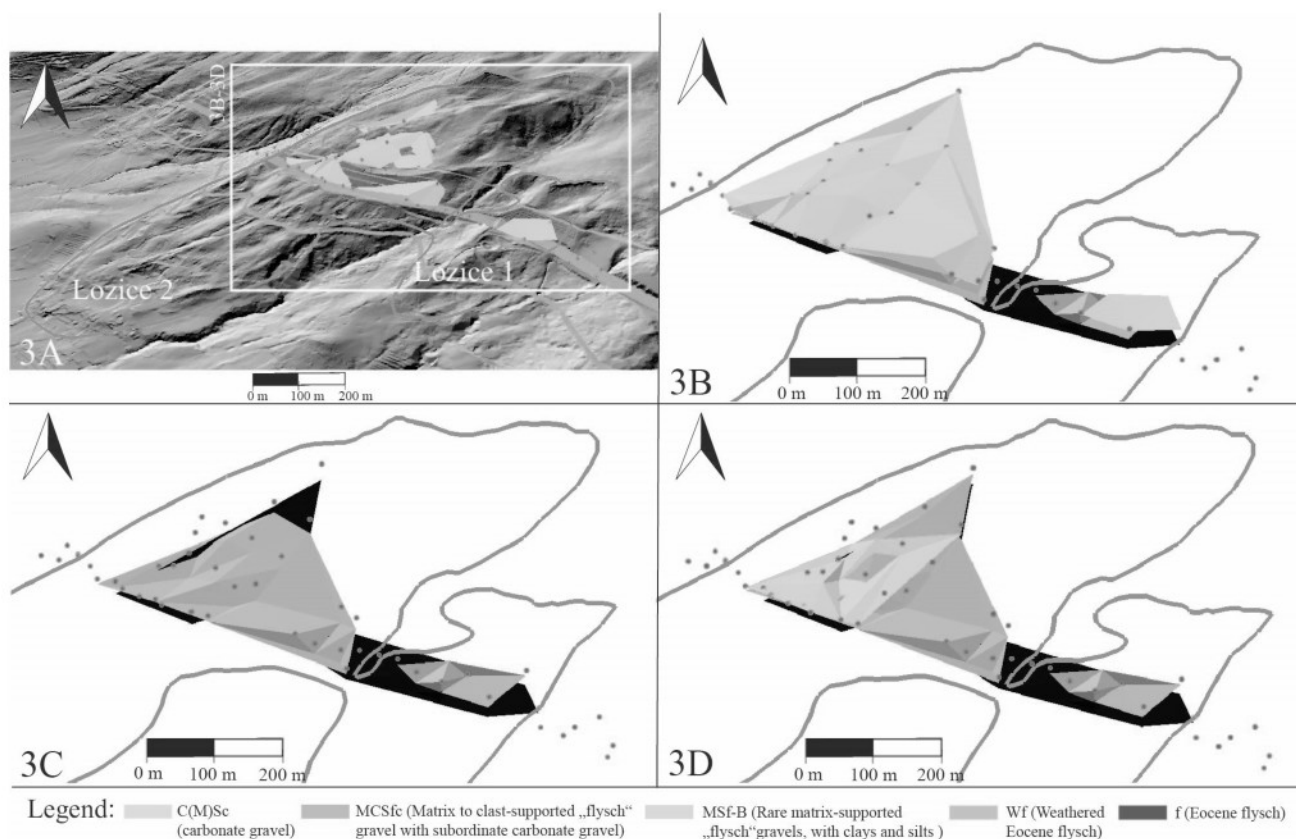 3B-3D
Lozice 1
Lozice 2
3A
0 m 100 m 200 m
3B
0 m 100 m 200 m
3C
0 m 100 m 200 m
3D
0 m 100 m 200 m
Legend:
C(M)Sc
(carbonate gravel)
MCSfc (Matrix to clast-supported „flysch“
gravel with subordinate carbonate gravel)
MSf-B (Rare matrix-supported
„flysch“gravels, with clays and silts )
Wf (Weathered
Eocene flysch)
f (Eocene flysch)